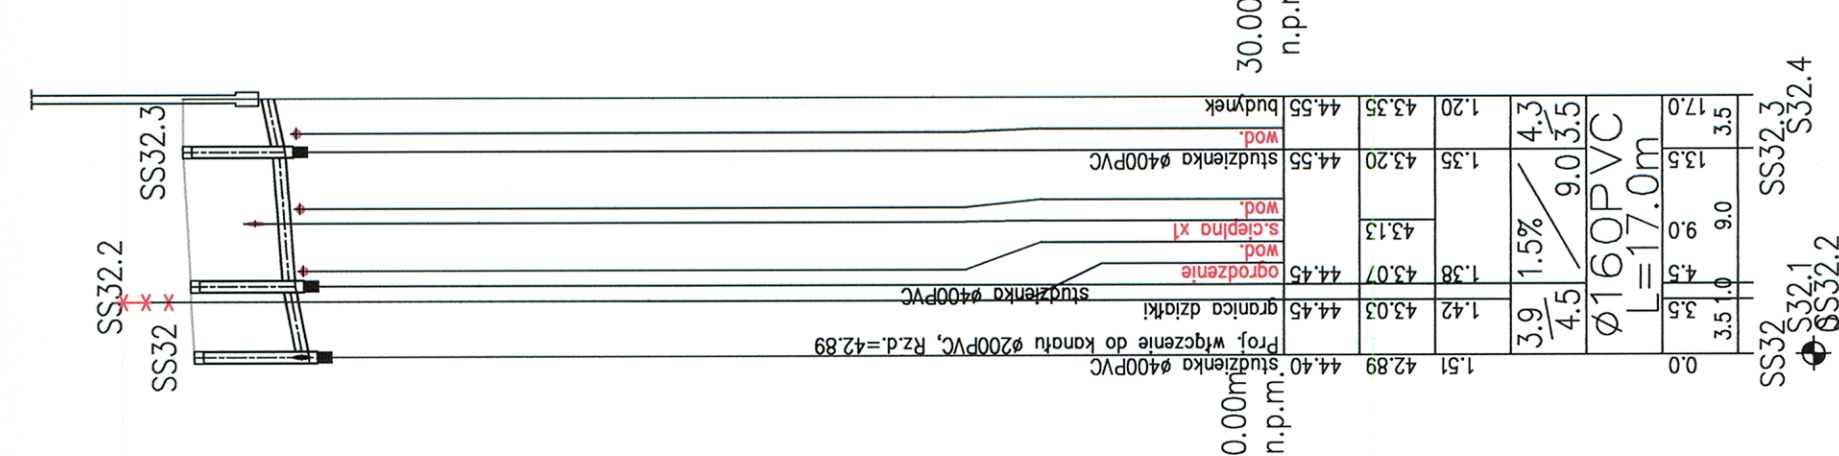 SS32.3
SS32.2
SS32
30.00
n.p.m
0.00m
n.p.m.
budynek 44.55 43.35 1.20
wod.
studzienka ø400PVC 44.55 43.20 1.35
wod.
s.cieplna x1 43.13
wod.
ogrodzenie 44.45 43.07 1.38
studzienka ø400PVC
granica działki 44.45 43.03 1.42
Proj. włączenie do kanału ø200PVC, Rz.d.=42.89
studzienka ø400PVC 44.40 42.89 1.51
4.3
3.5
1.5%
9.0
3.9
4.5
Ø160PVC
L=17.0m
17.0
13.5
9.0
4.5
3.5
0.0
3.5
9.0
1.0
3.5
S32.4
SS32.3
SS32.2
S32.1
SS32